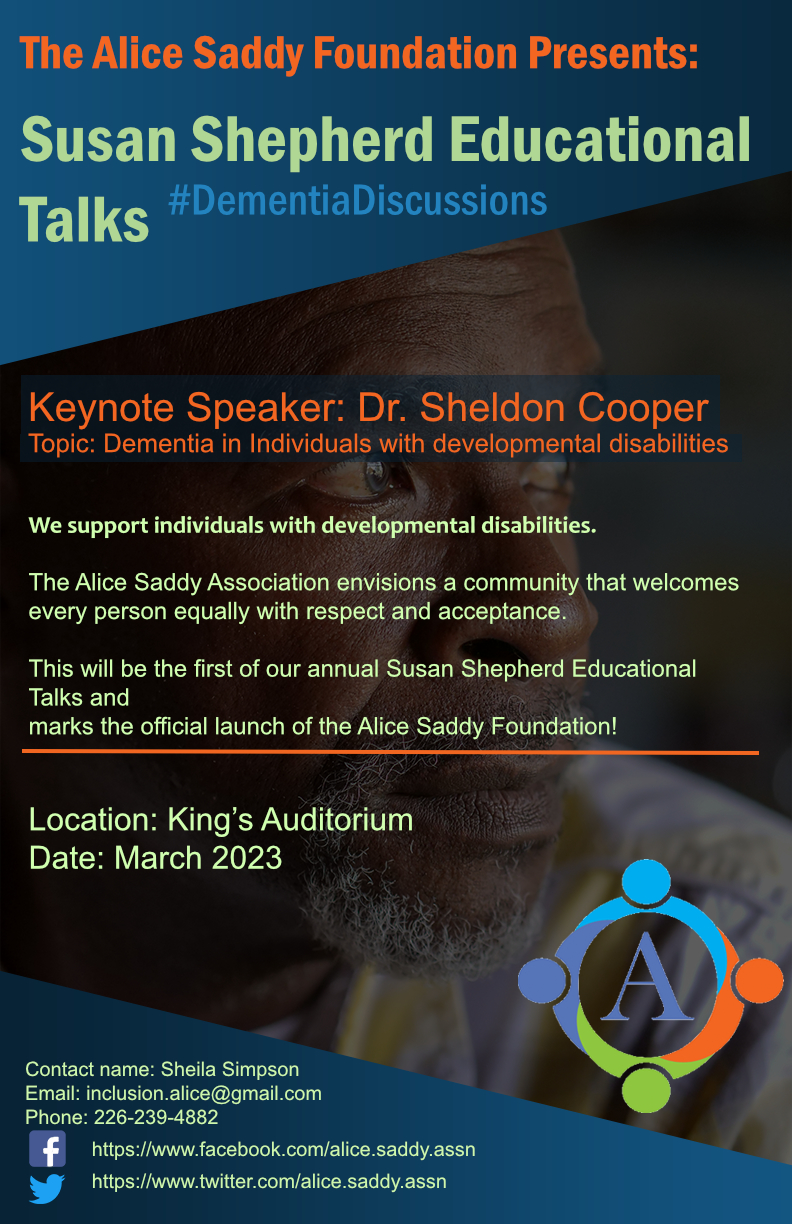 The Alice Saddy Foundation Presents:
Susan Shepherd Educational
Talks #DementiaDiscussions
Keynote Speaker: Dr. Sheldon Cooper
Topic: Dementia in Individuals with developmental disabilities
We support individuals with developmental disabilities.
The Alice Saddy Association envisions a community that welcomes
every person equally with respect and acceptance.
This will be the first of our annual Susan Shepherd Educational
Talks and
marks the official launch of the Alice Saddy Foundation!
Location: King’s Auditorium
Date: March 2023
A
Contact name: Sheila Simpson
Email: inclusion.alice@gmail.com
Phone: 226-239-4882
f https://www.facebook.com/alice.saddy.assn
https://www.twitter.com/alice.saddy.assn